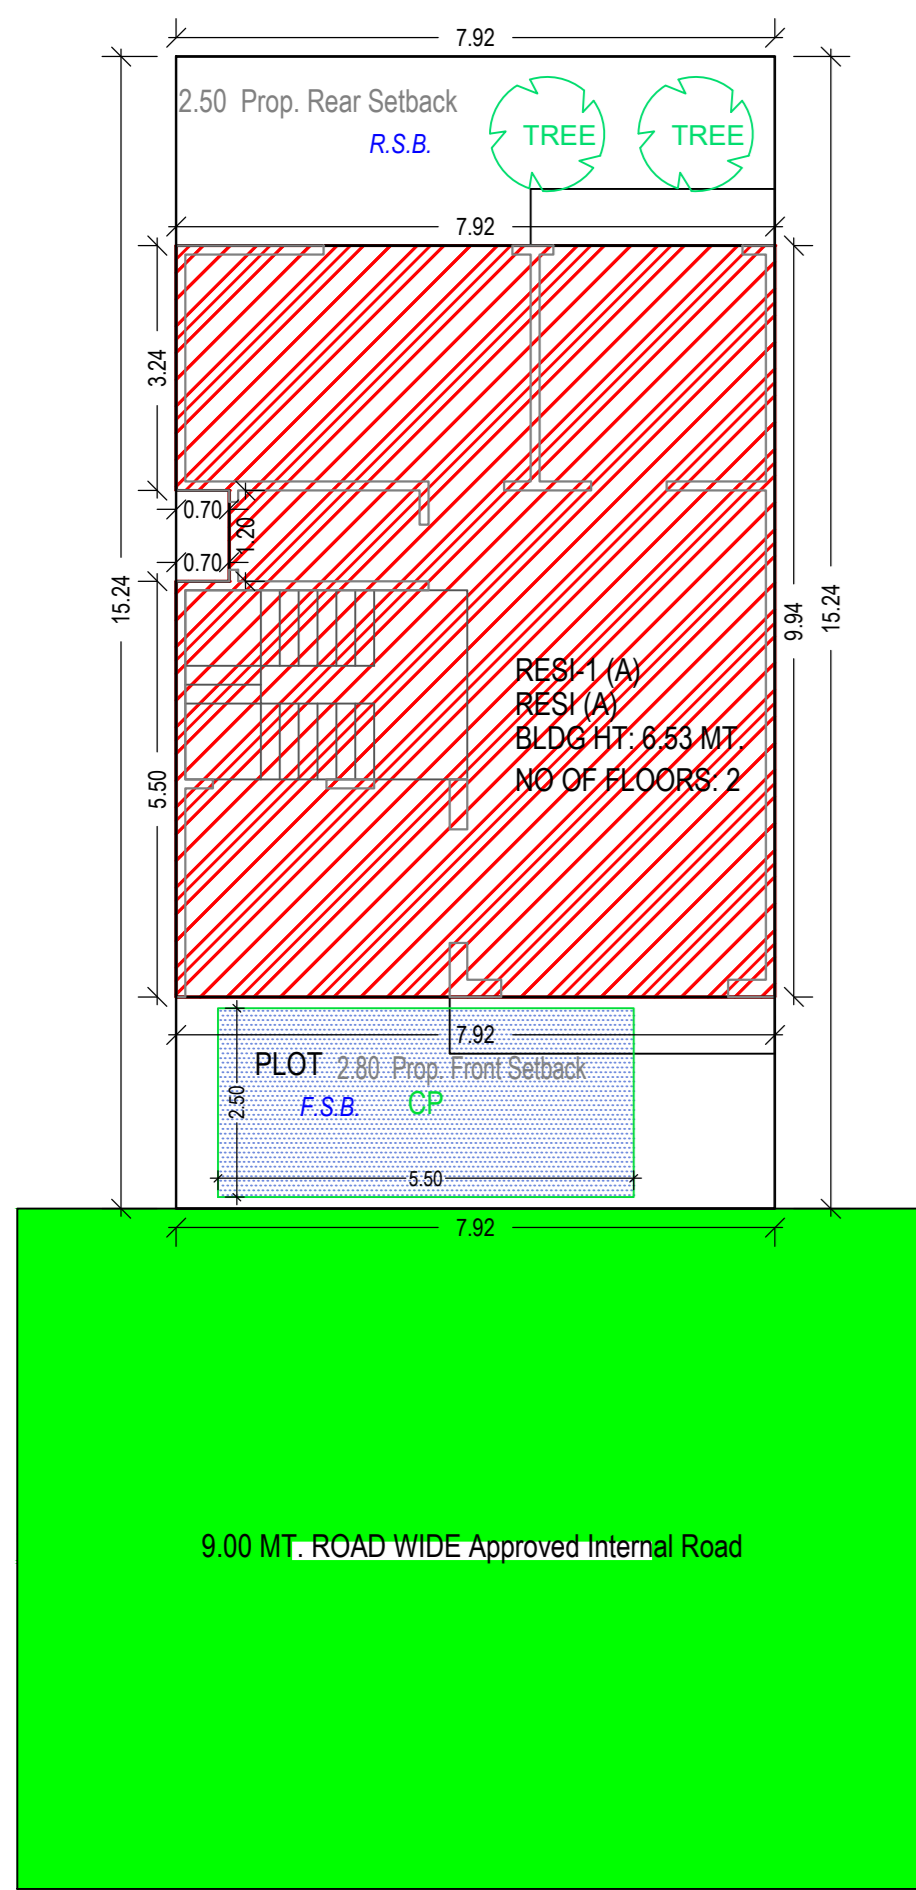 7.92
2.50 Prop. Rear Setback
R.S.B.
TREE
TREE
7.92
3.24
0.70
1.20
0.70
15.24
9.94
15.24
RESI-1 (A)
RESI (A)
BLDG HT: 6.53 MT.
NO OF FLOORS: 2
5.50
7.92
PLOT
2.80 Prop. Front Setback
2.50
F.S.B.
CP
5.50
7.92
9.00 MT. ROAD WIDE Approved Internal Road